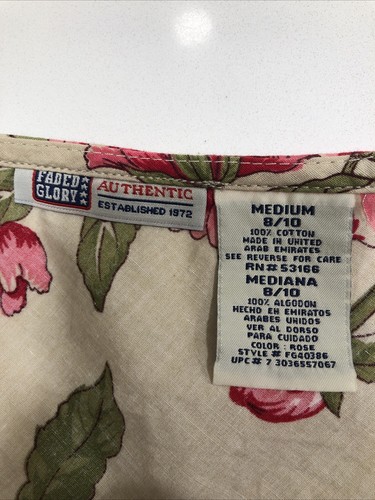 FADED
GLORY
AUTHENTIC
ESTABLISHED 1972
MEDIUM
8/10
100% COTTON
MADE IN UNITED
ARAB EMIRATES
SEE REVERSE FOR CARE
RN# 53166
MEDIANA
8/10
100% ALGODON
HECHO EN EMIRATOS
ARABES UNIDOS
VER AL DORSO
PARA CUIDADO
COLOR : ROSE
STYLE # FG40386
UPC# 7 3036557067